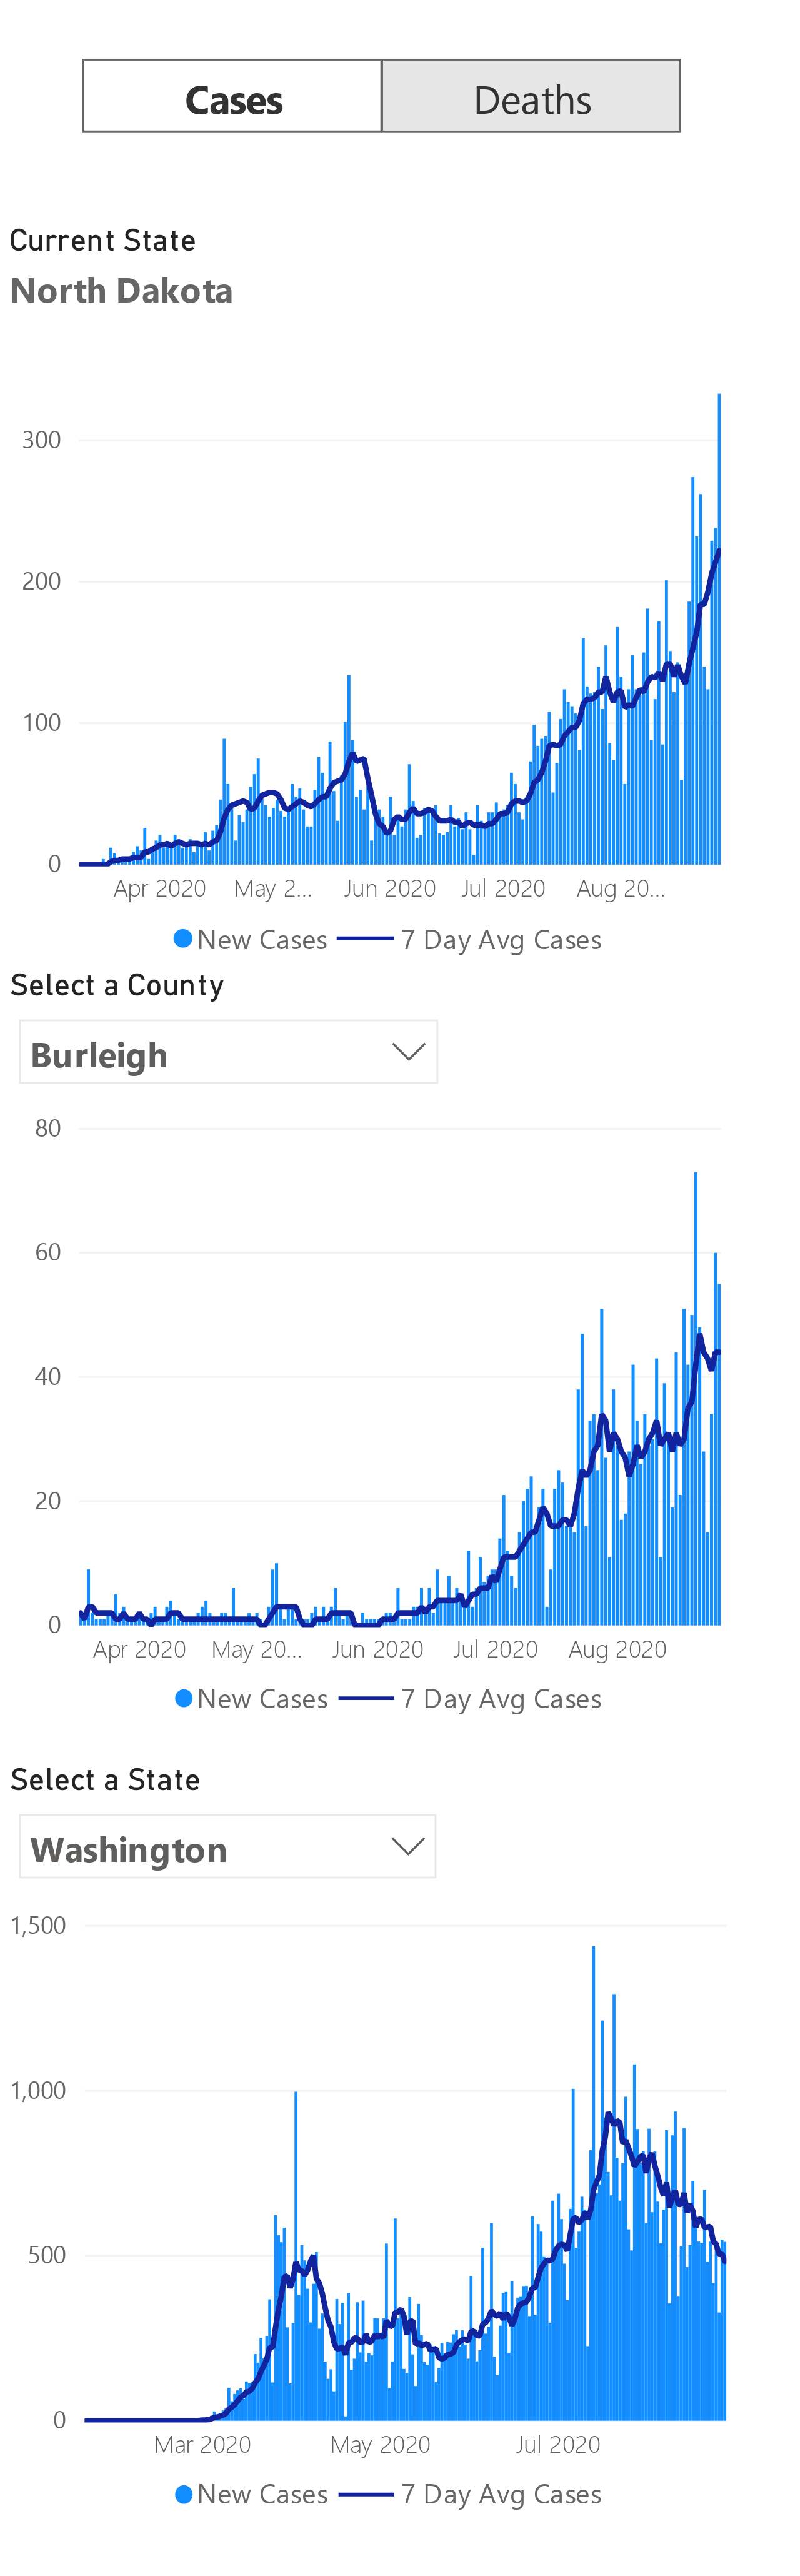 Cases Deaths
Current State
North Dakota
300
200
100
0
Apr 2020 May 2... Jun 2020 Jul 2020 Aug 20...
New Cases 7 Day Avg Cases
Select a County
Burleigh
80
60
40
20
0
Apr 2020 May 20... Jun 2020 Jul 2020 Aug 2020
New Cases 7 Day Avg Cases
Select a State
Washington
1,500
1,000
500
0
Mar 2020 May 2020 Jul 2020
New Cases 7 Day Avg Cases